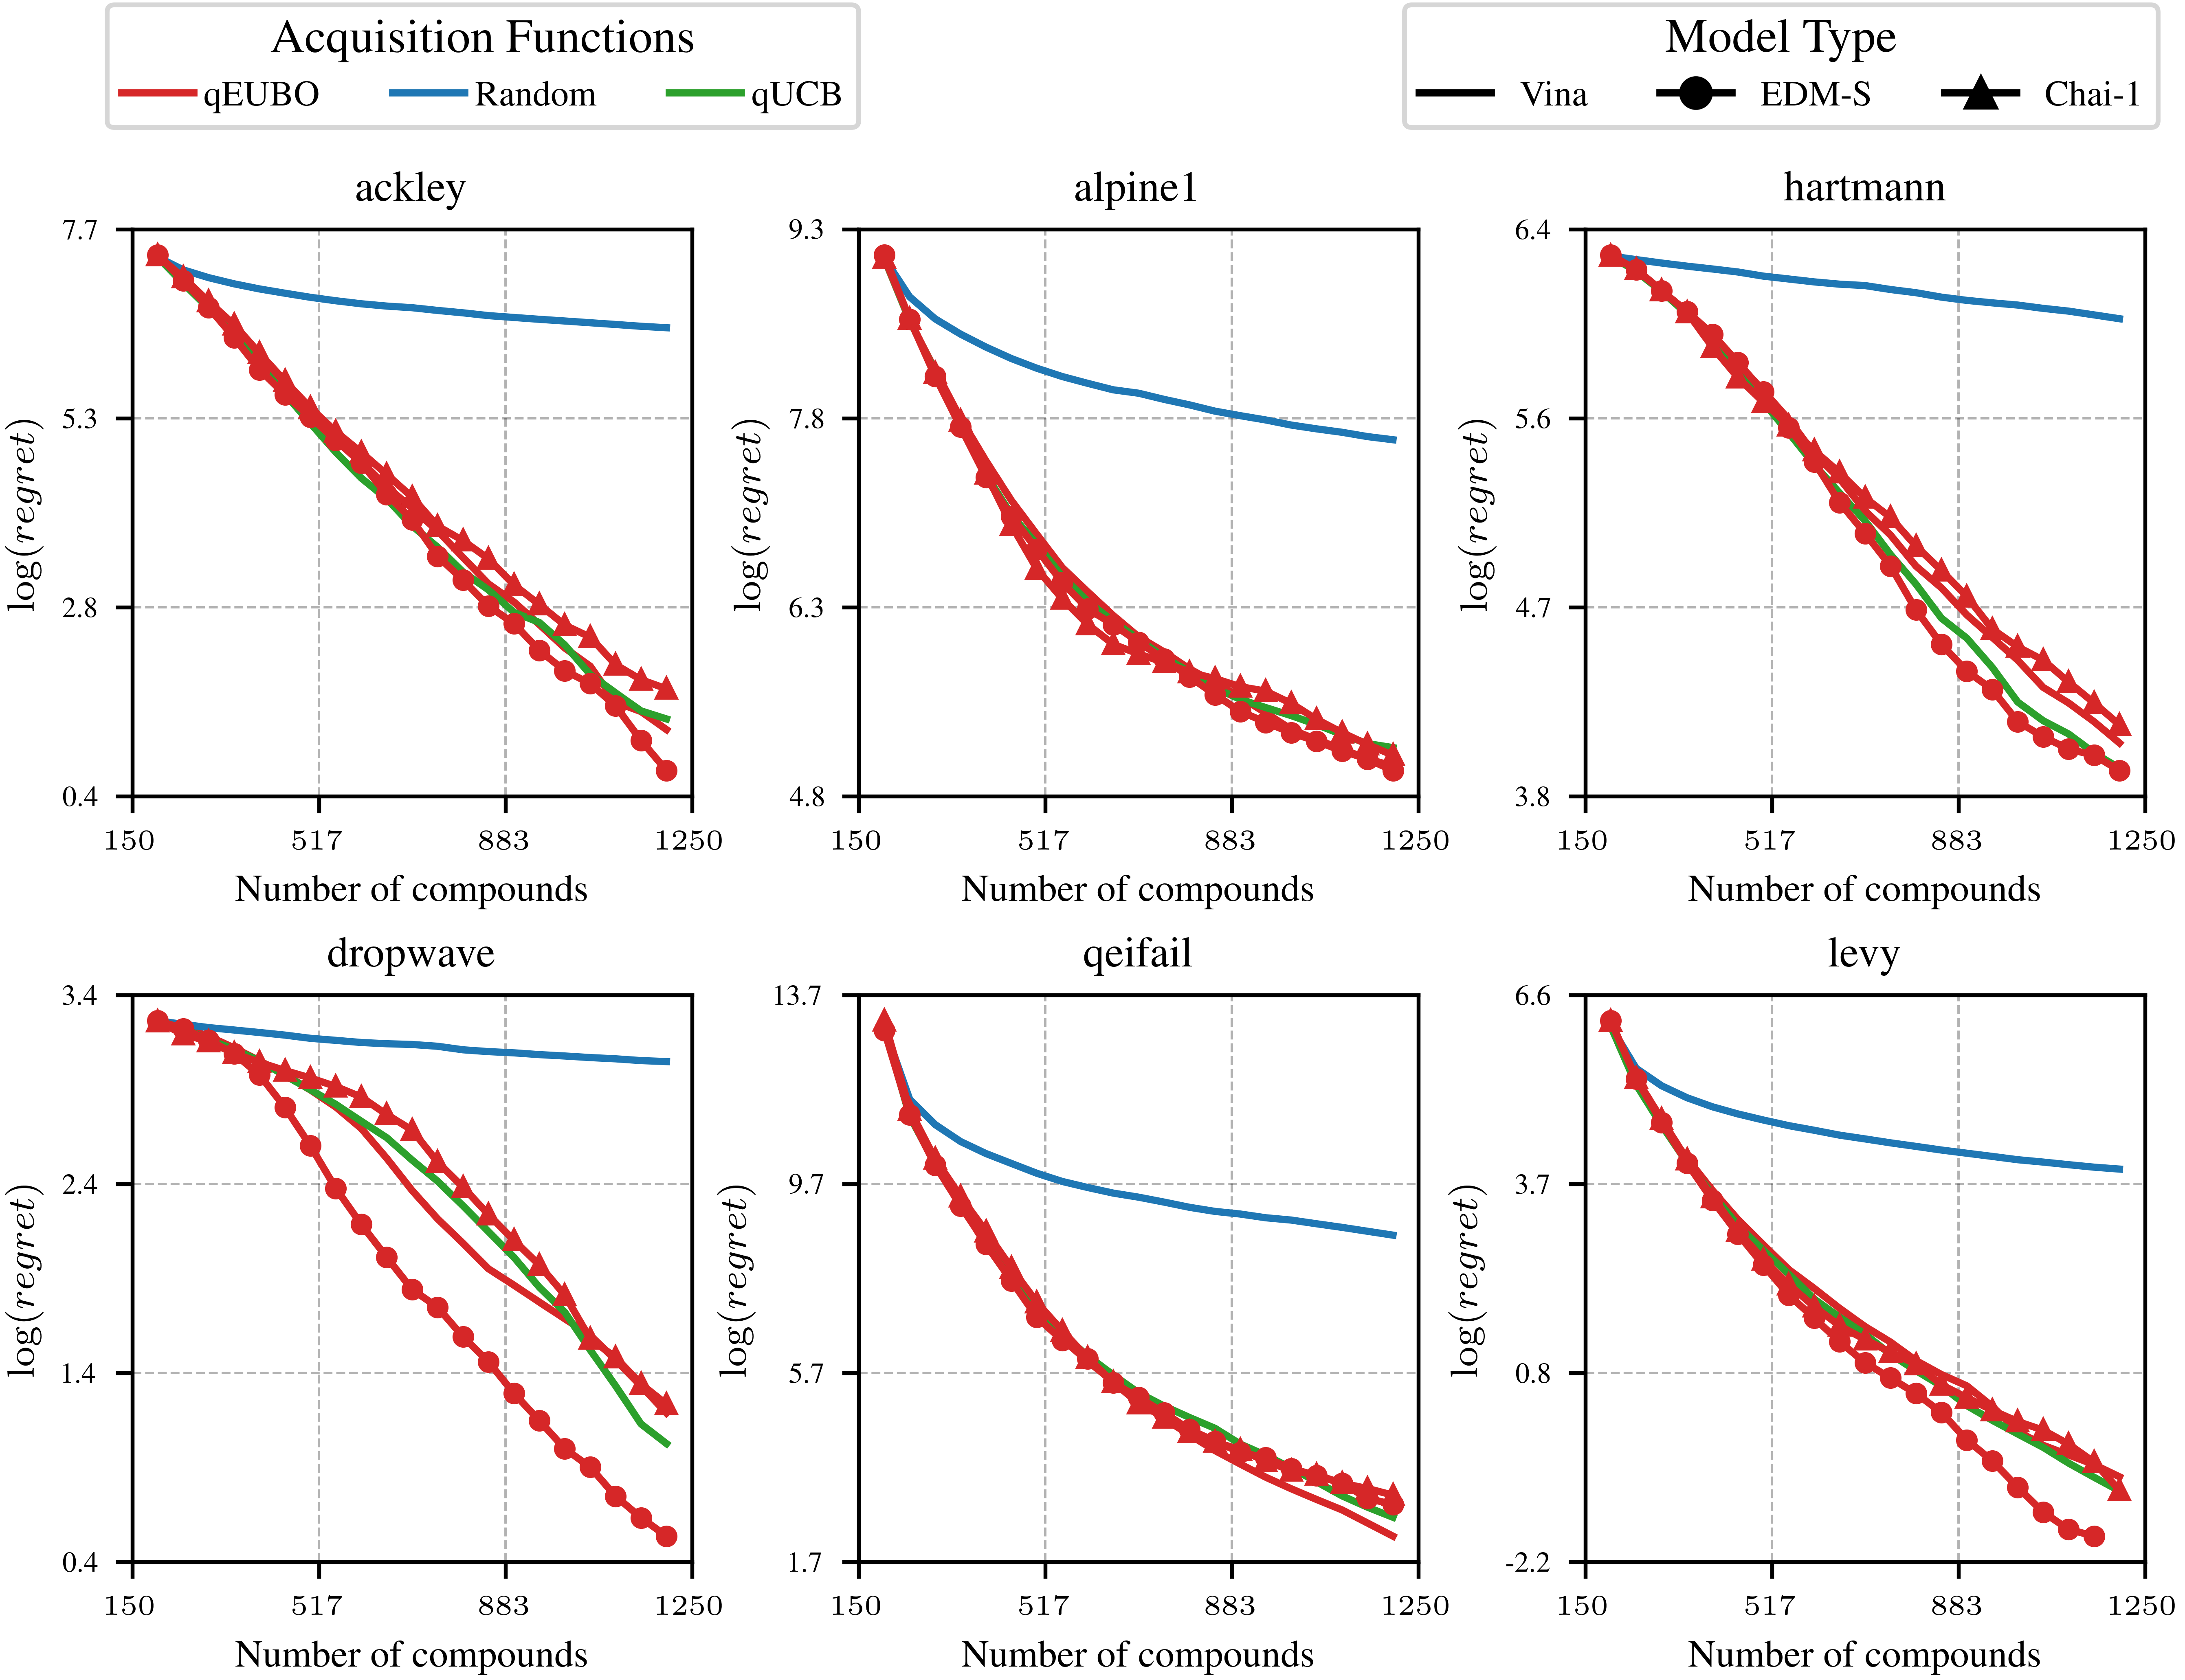 Acquisition Functions
qEUBO Random qUCB
Model Type
Vina EDM-S Chai-1
ackley
7.7
5.3
2.8
0.4
log(regret)
150 517 883 1250
Number of compounds
alpine1
9.3
7.8
6.3
4.8
log(regret)
150 517 883 1250
Number of compounds
hartmann
6.4
5.6
4.7
3.8
log(regret)
150 517 883 1250
Number of compounds
dropwave
3.4
2.4
1.4
0.4
log(regret)
150 517 883 1250
Number of compounds
qeifail
13.7
9.7
5.7
1.7
log(regret)
150 517 883 1250
Number of compounds
levy
6.6
3.7
0.8
-2.2
log(regret)
150 517 883 1250
Number of compounds